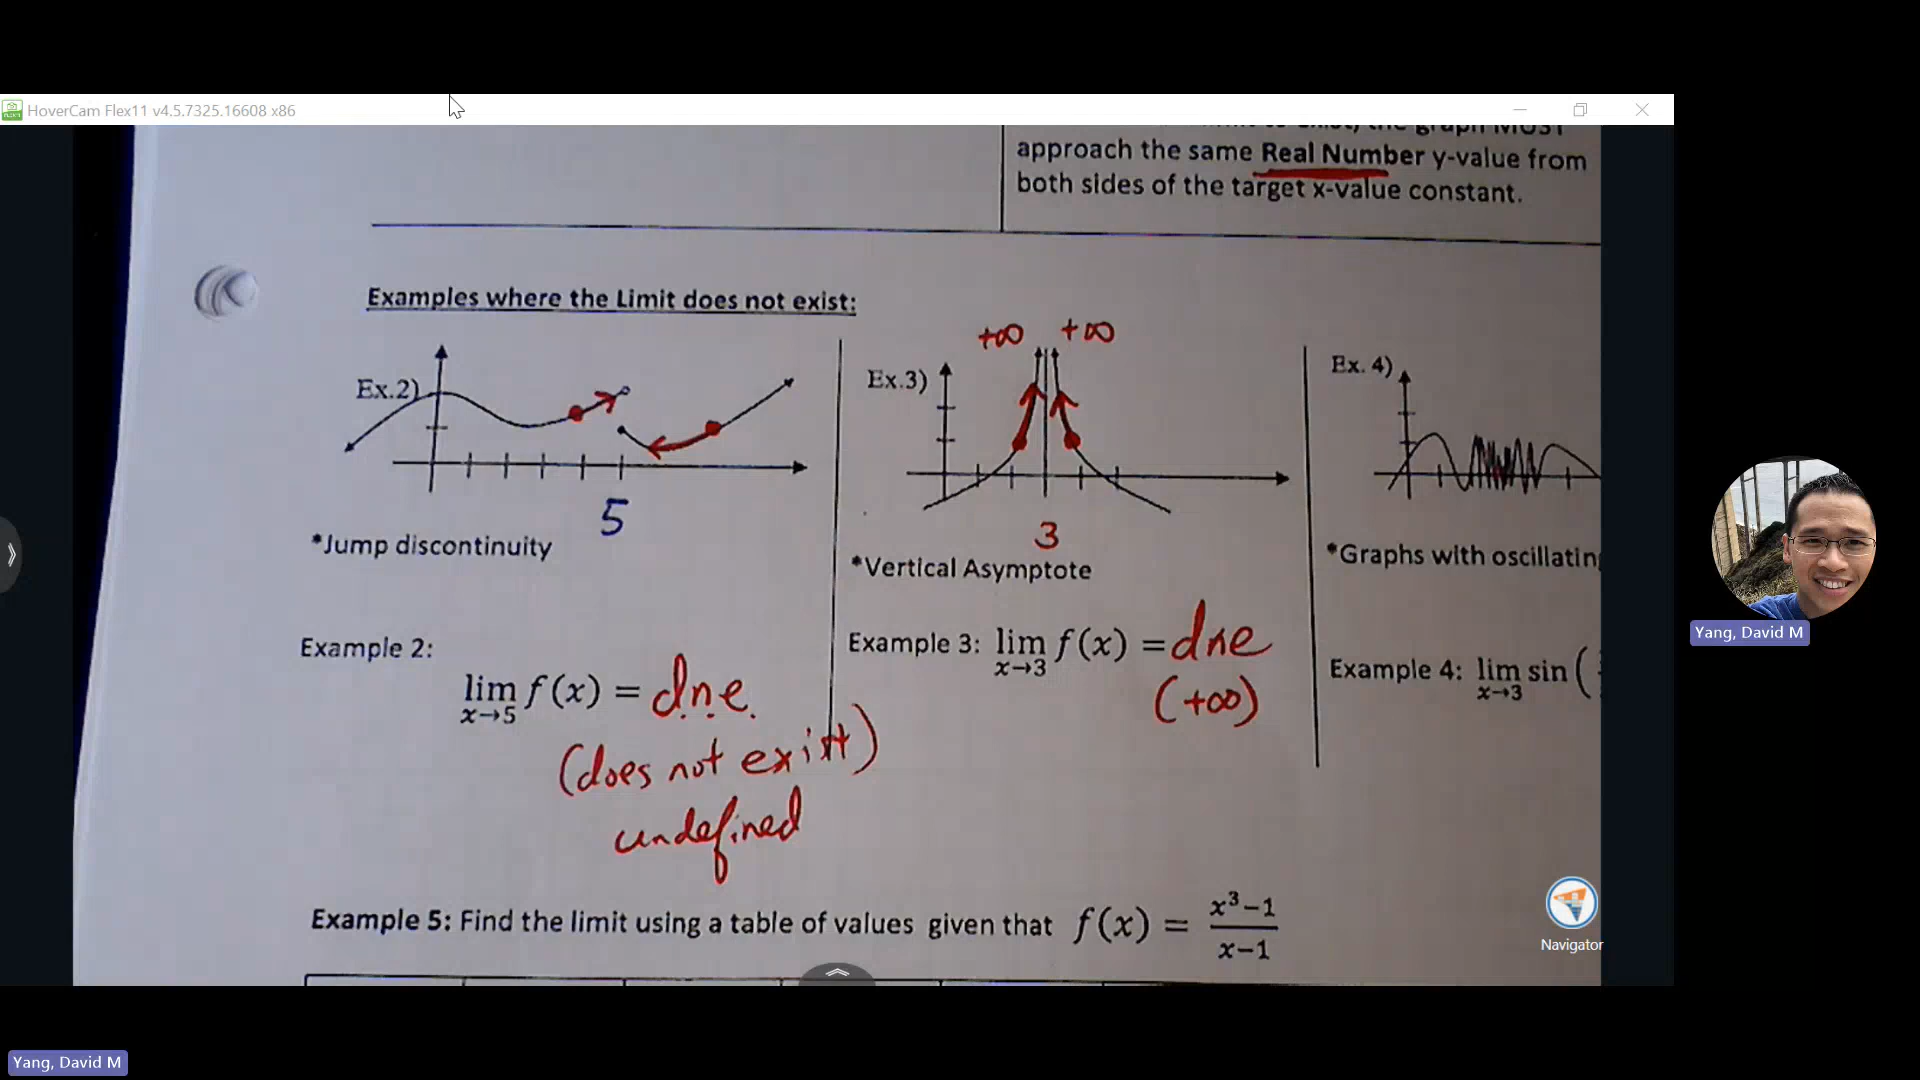 HoverCam Flex11 v4.5.7325.16608 x86
approach the same Real Number y-value from
both sides of the target x-value constant.
Examples where the Limit does not exist:
Ex.2)
5
*Jump discontinuity
Example 2:
lim f(x) = d.n.e.
x→5
(does not exist)
undefined
+∞ +∞
Ex.3)
3
*Vertical Asymptote
Example 3: lim f(x) = dne
x→3
(+∞)
Ex. 4)
*Graphs with oscillatin
Example 4: lim sin (
x→3
Example 5: Find the limit using a table of values given that f(x) = x³−1
x−1
Navigator
Yang, David M
Yang, David M